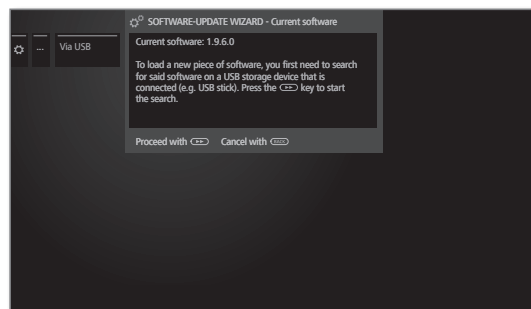 SOFTWARE-UPDATE WIZARD - Current software
... Via USB
Current software: 1.9.6.0
To load a new piece of software, you first need to search
for said software on a USB storage device that is
connected (e.g. USB stick). Press the key to start
the search.
Proceed with Cancel with BACK